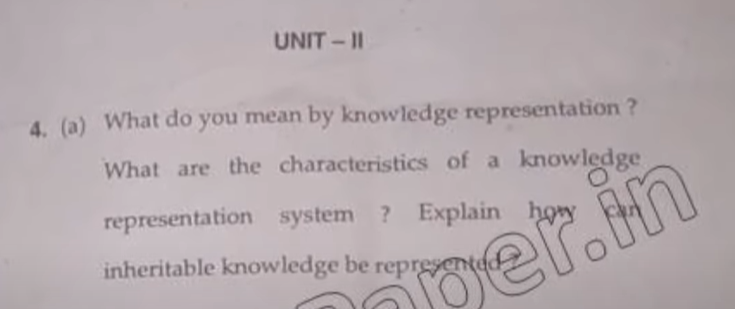 UNIT – II
4. (a) What do you mean by knowledge representation ?
What are the characteristics of a knowledge
representation system ? Explain how can
inheritable knowledge be represented ?
aper.in